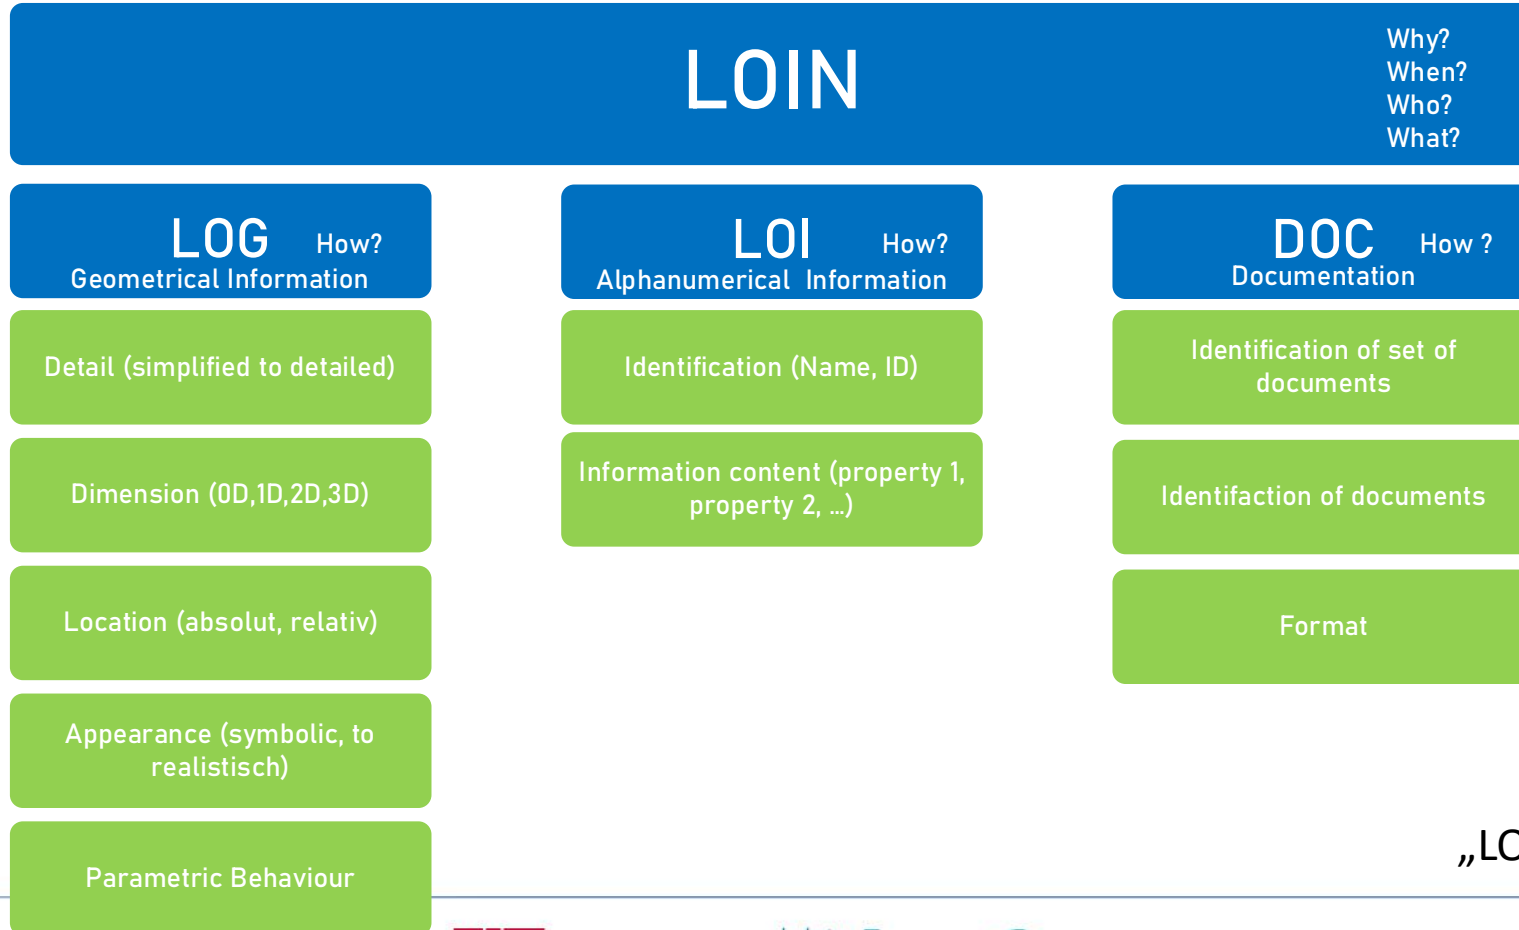 LOIN
Why?
When?
Who?
What?
LOG How?
Geometrical Information
Detail (simplified to detailed)
Dimension (0D,1D,2D,3D)
Location (absolut, relativ)
Appearance (symbolic, to
realistisch)
Parametric Behaviour
LOI How?
Alphanumerical Information
Identification (Name, ID)
Information content (property 1,
property 2, ...)
DOC How ?
Documentation
Identification of set of
documents
Identifaction of documents
Format
„LO